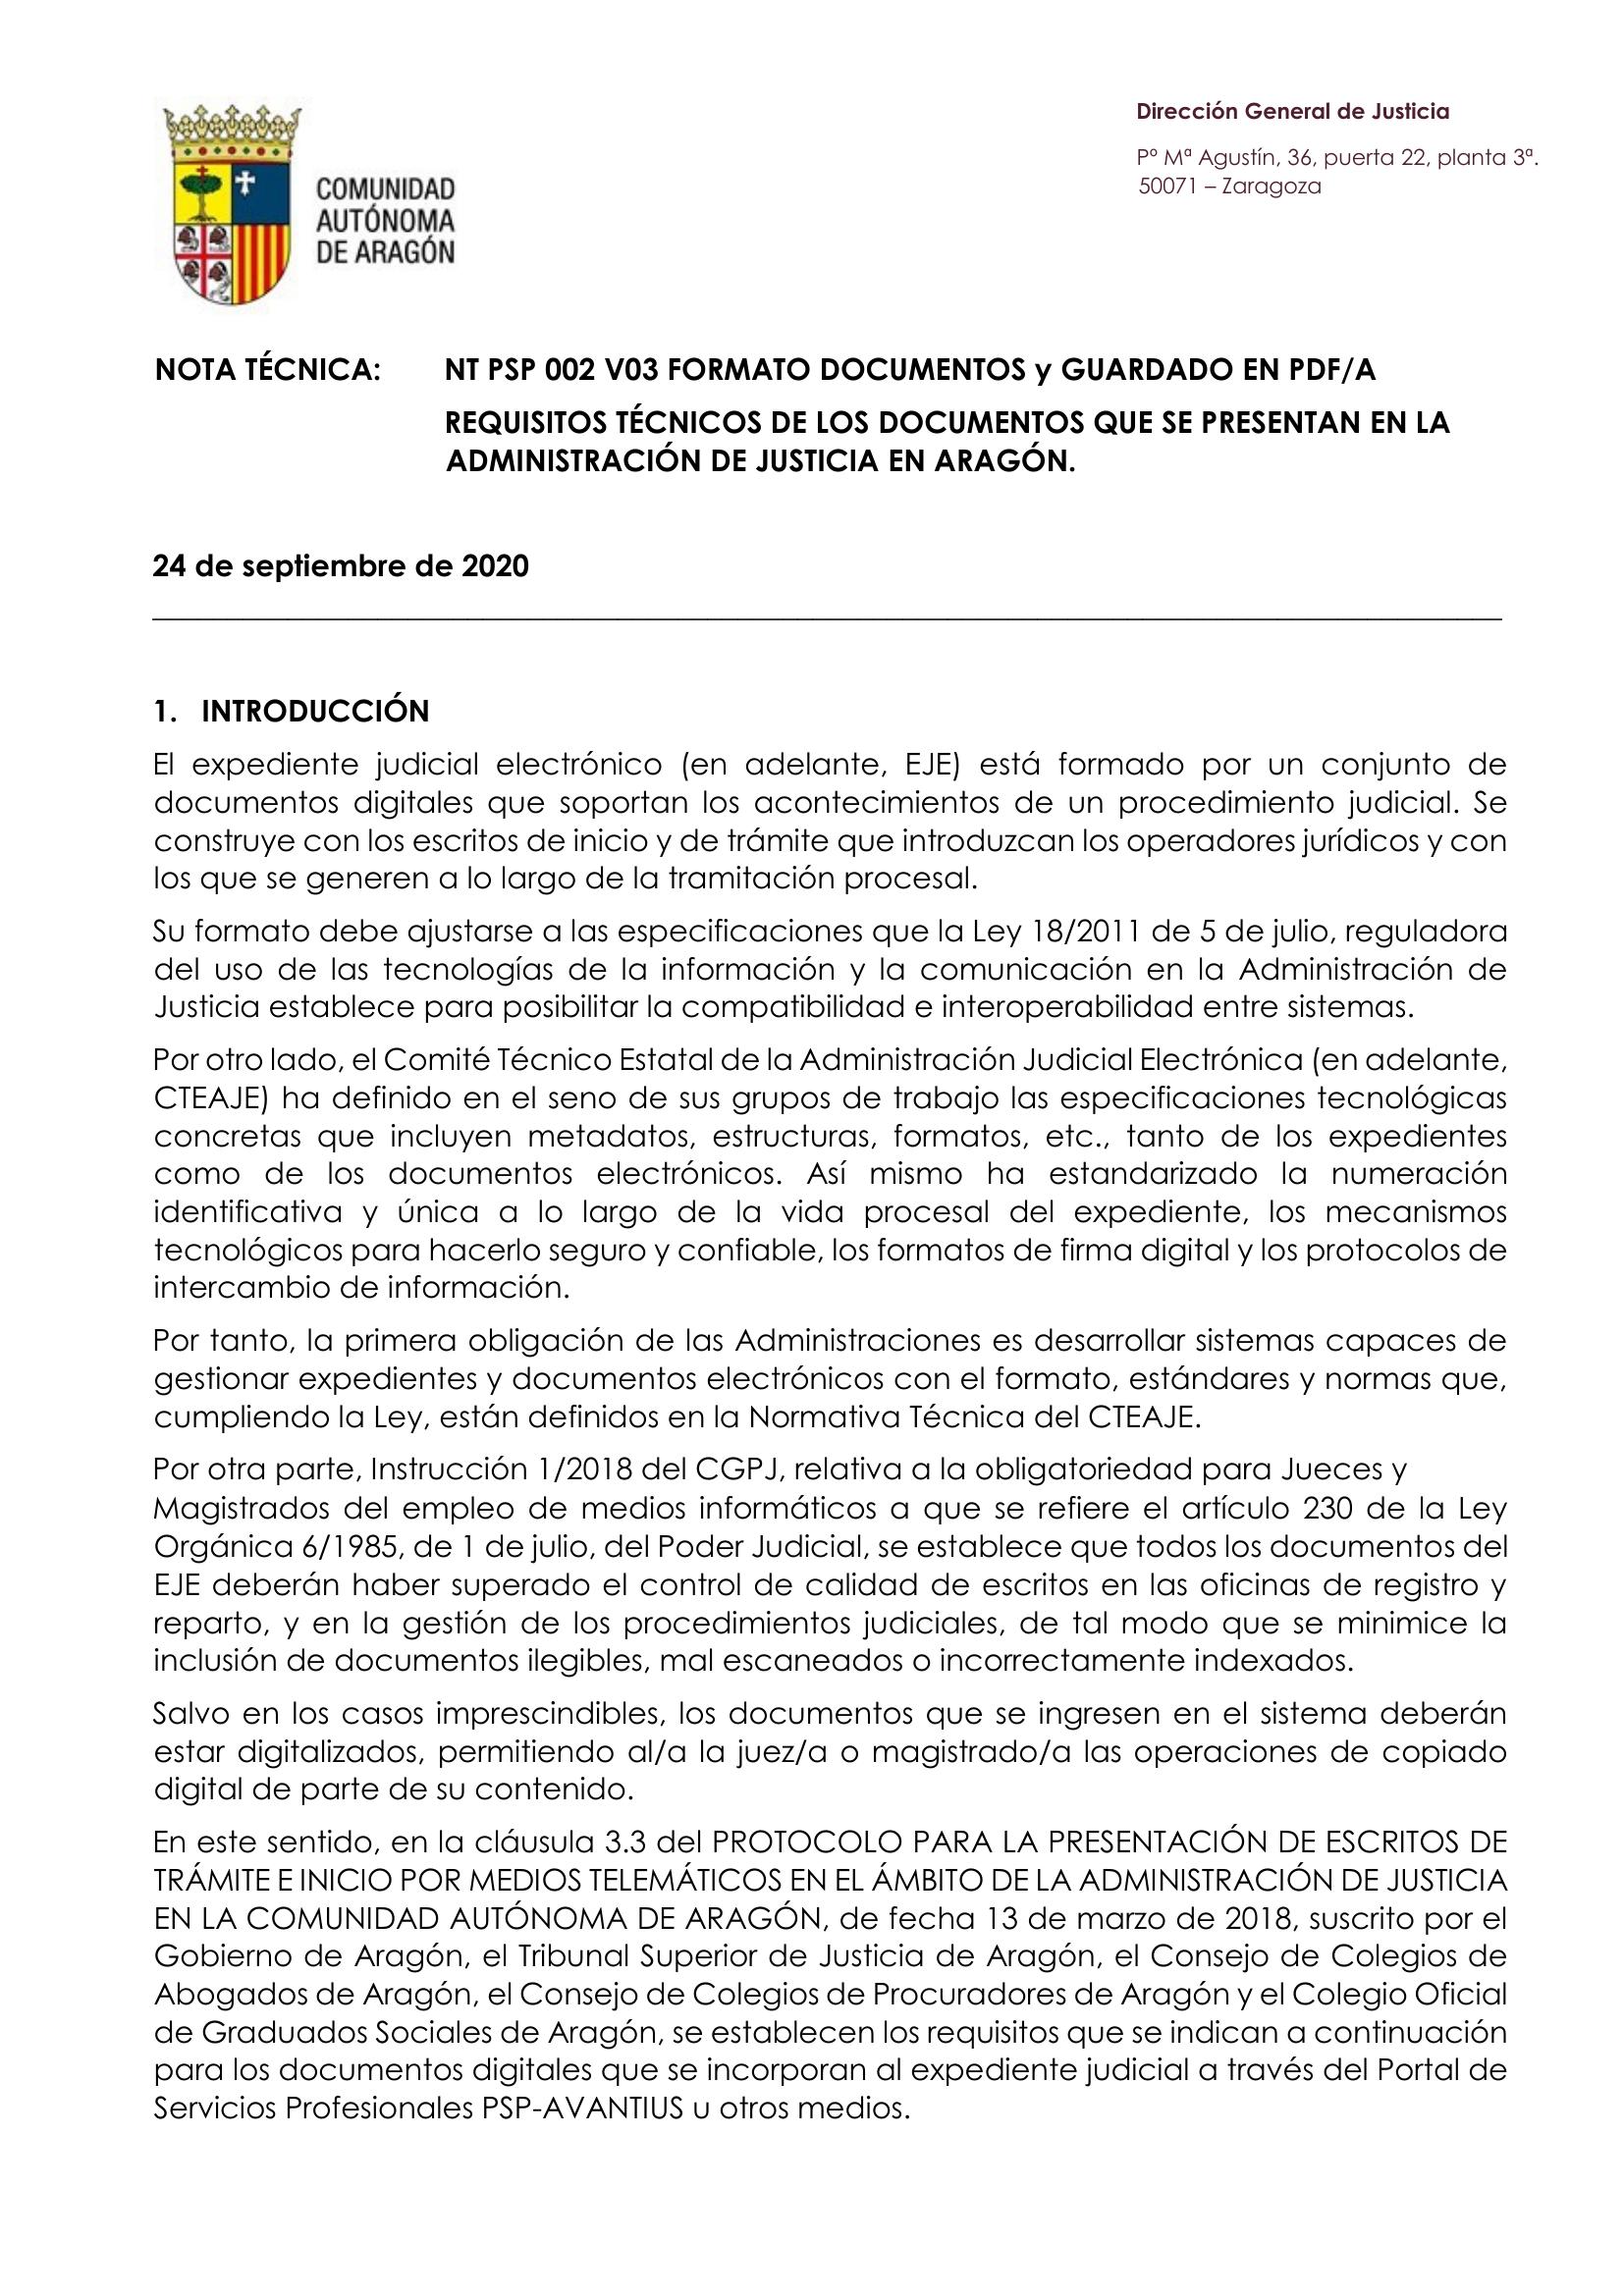 COMUNIDAD
AUTÓNOMA
DE ARAGÓN
Dirección General de Justicia
Pº Mª Agustín, 36, puerta 22, planta 3ª.
50071 – Zaragoza
NOTA TÉCNICA: NT PSP 002 V03 FORMATO DOCUMENTOS y GUARDADO EN PDF/A
REQUISITOS TÉCNICOS DE LOS DOCUMENTOS QUE SE PRESENTAN EN LA
ADMINISTRACIÓN DE JUSTICIA EN ARAGÓN.
24 de septiembre de 2020
1. INTRODUCCIÓN
El expediente judicial electrónico (en adelante, EJE) está formado por un conjunto de
documentos digitales que soportan los acontecimientos de un procedimiento judicial. Se
construye con los escritos de inicio y de trámite que introduzcan los operadores jurídicos y con
los que se generen a lo largo de la tramitación procesal.
Su formato debe ajustarse a las especificaciones que la Ley 18/2011 de 5 de julio, reguladora
del uso de las tecnologías de la información y la comunicación en la Administración de
Justicia establece para posibilitar la compatibilidad e interoperabilidad entre sistemas.
Por otro lado, el Comité Técnico Estatal de la Administración Judicial Electrónica (en adelante,
CTEAJE) ha definido en el seno de sus grupos de trabajo las especificaciones tecnológicas
concretas que incluyen metadatos, estructuras, formatos, etc., tanto de los expedientes
como de los documentos electrónicos. Así mismo ha estandarizado la numeración
identificativa y única a lo largo de la vida procesal del expediente, los mecanismos
tecnológicos para hacerlo seguro y confiable, los formatos de firma digital y los protocolos de
intercambio de información.
Por tanto, la primera obligación de las Administraciones es desarrollar sistemas capaces de
gestionar expedientes y documentos electrónicos con el formato, estándares y normas que,
cumpliendo la Ley, están definidos en la Normativa Técnica del CTEAJE.
Por otra parte, Instrucción 1/2018 del CGPJ, relativa a la obligatoriedad para Jueces y
Magistrados del empleo de medios informáticos a que se refiere el artículo 230 de la Ley
Orgánica 6/1985, de 1 de julio, del Poder Judicial, se establece que todos los documentos del
EJE deberán haber superado el control de calidad de escritos en las oficinas de registro y
reparto, y en la gestión de los procedimientos judiciales, de tal modo que se minimice la
inclusión de documentos ilegibles, mal escaneados o incorrectamente indexados.
Salvo en los casos imprescindibles, los documentos que se ingresen en el sistema deberán
estar digitalizados, permitiendo al/a la juez/a o magistrado/a las operaciones de copiado
digital de parte de su contenido.
En este sentido, en la cláusula 3.3 del PROTOCOLO PARA LA PRESENTACIÓN DE ESCRITOS DE
TRÁMITE E INICIO POR MEDIOS TELEMÁTICOS EN EL ÁMBITO DE LA ADMINISTRACIÓN DE JUSTICIA
EN LA COMUNIDAD AUTÓNOMA DE ARAGÓN, de fecha 13 de marzo de 2018, suscrito por el
Gobierno de Aragón, el Tribunal Superior de Justicia de Aragón, el Consejo de Colegios de
Abogados de Aragón, el Consejo de Colegios de Procuradores de Aragón y el Colegio Oficial
de Graduados Sociales de Aragón, se establecen los requisitos que se indican a continuación
para los documentos digitales que se incorporan al expediente judicial a través del Portal de
Servicios Profesionales PSP-AVANTIUS u otros medios.